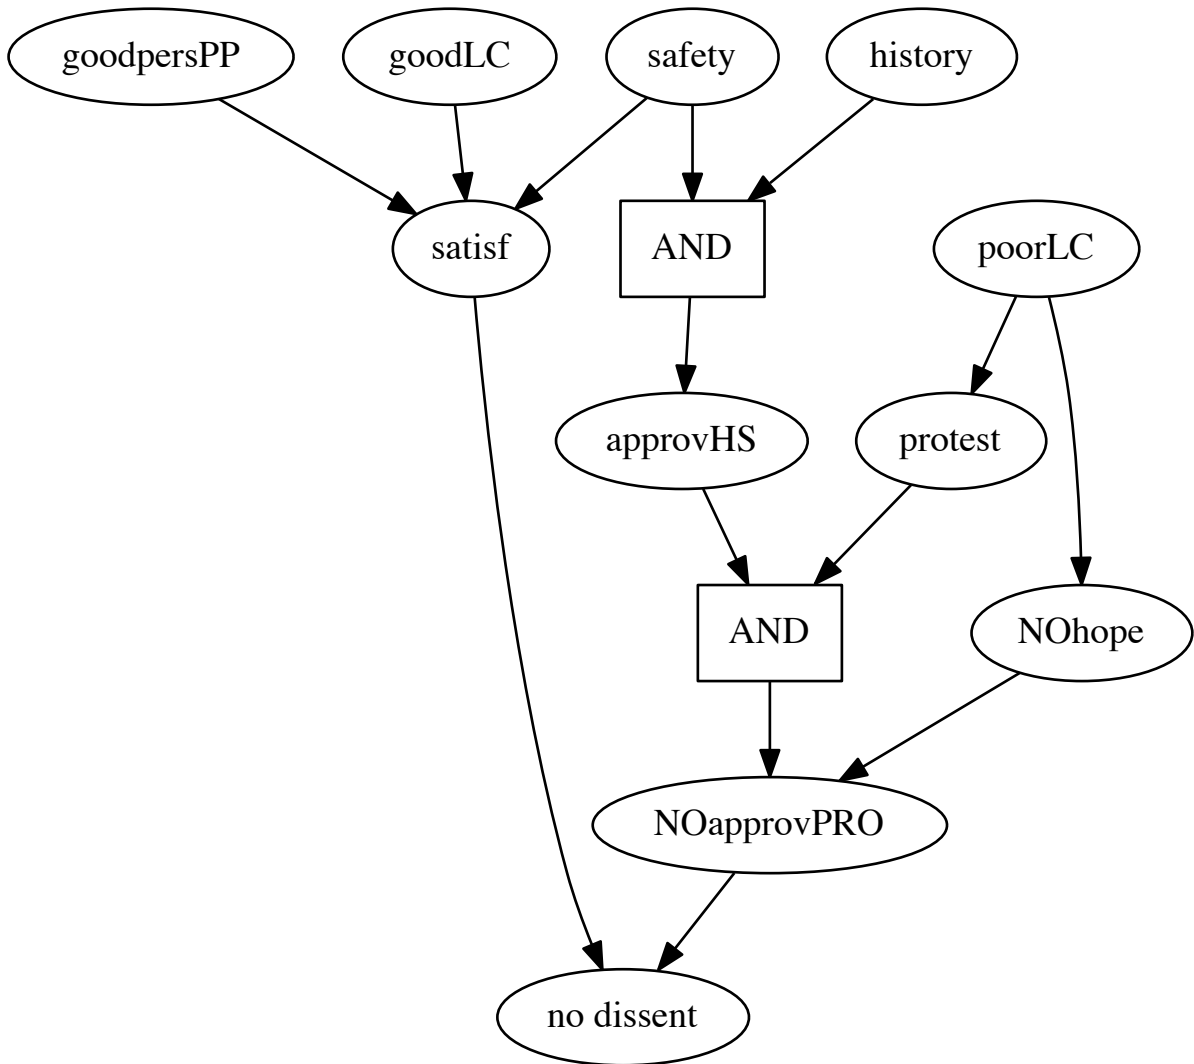 goodpersPP
goodLC
safety
history
satisf
AND
poorLC
approvHS
protest
AND
NOhope
NOapprovPRO
no dissent